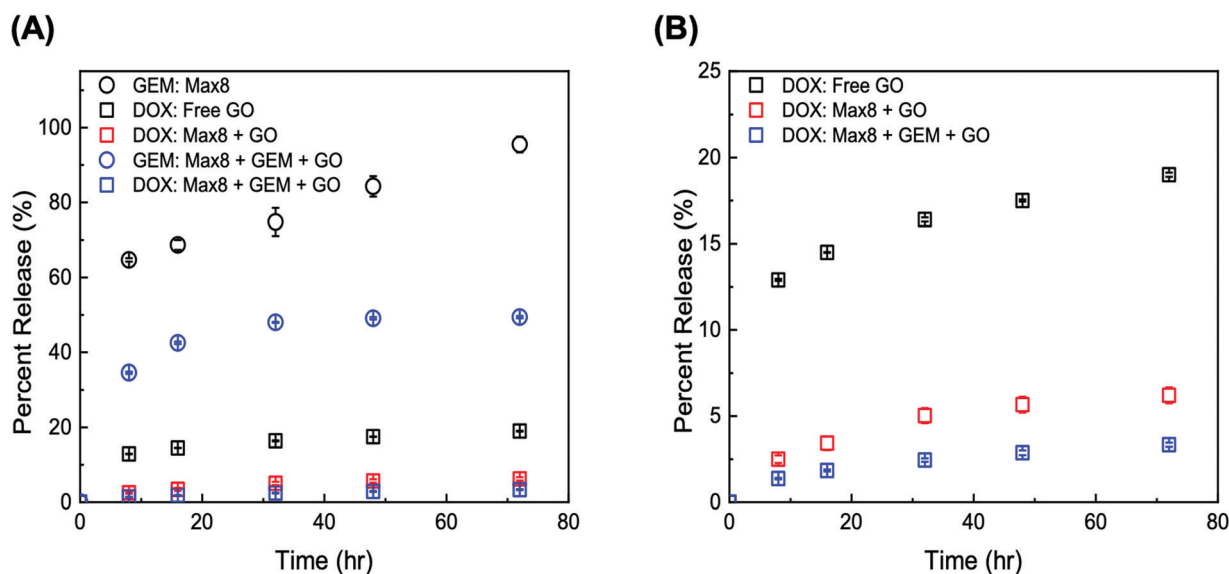 (A)
GEM: Max8
DOX: Free GO
DOX: Max8 + GO
GEM: Max8 + GEM + GO
DOX: Max8 + GEM + GO
Percent Release (%)
100
80
60
40
20
0
0 20 40 60 80
Time (hr)
(B)
DOX: Free GO
DOX: Max8 + GO
DOX: Max8 + GEM + GO
Percent Release (%)
25
20
15
10
5
0
0 20 40 60 80
Time (hr)